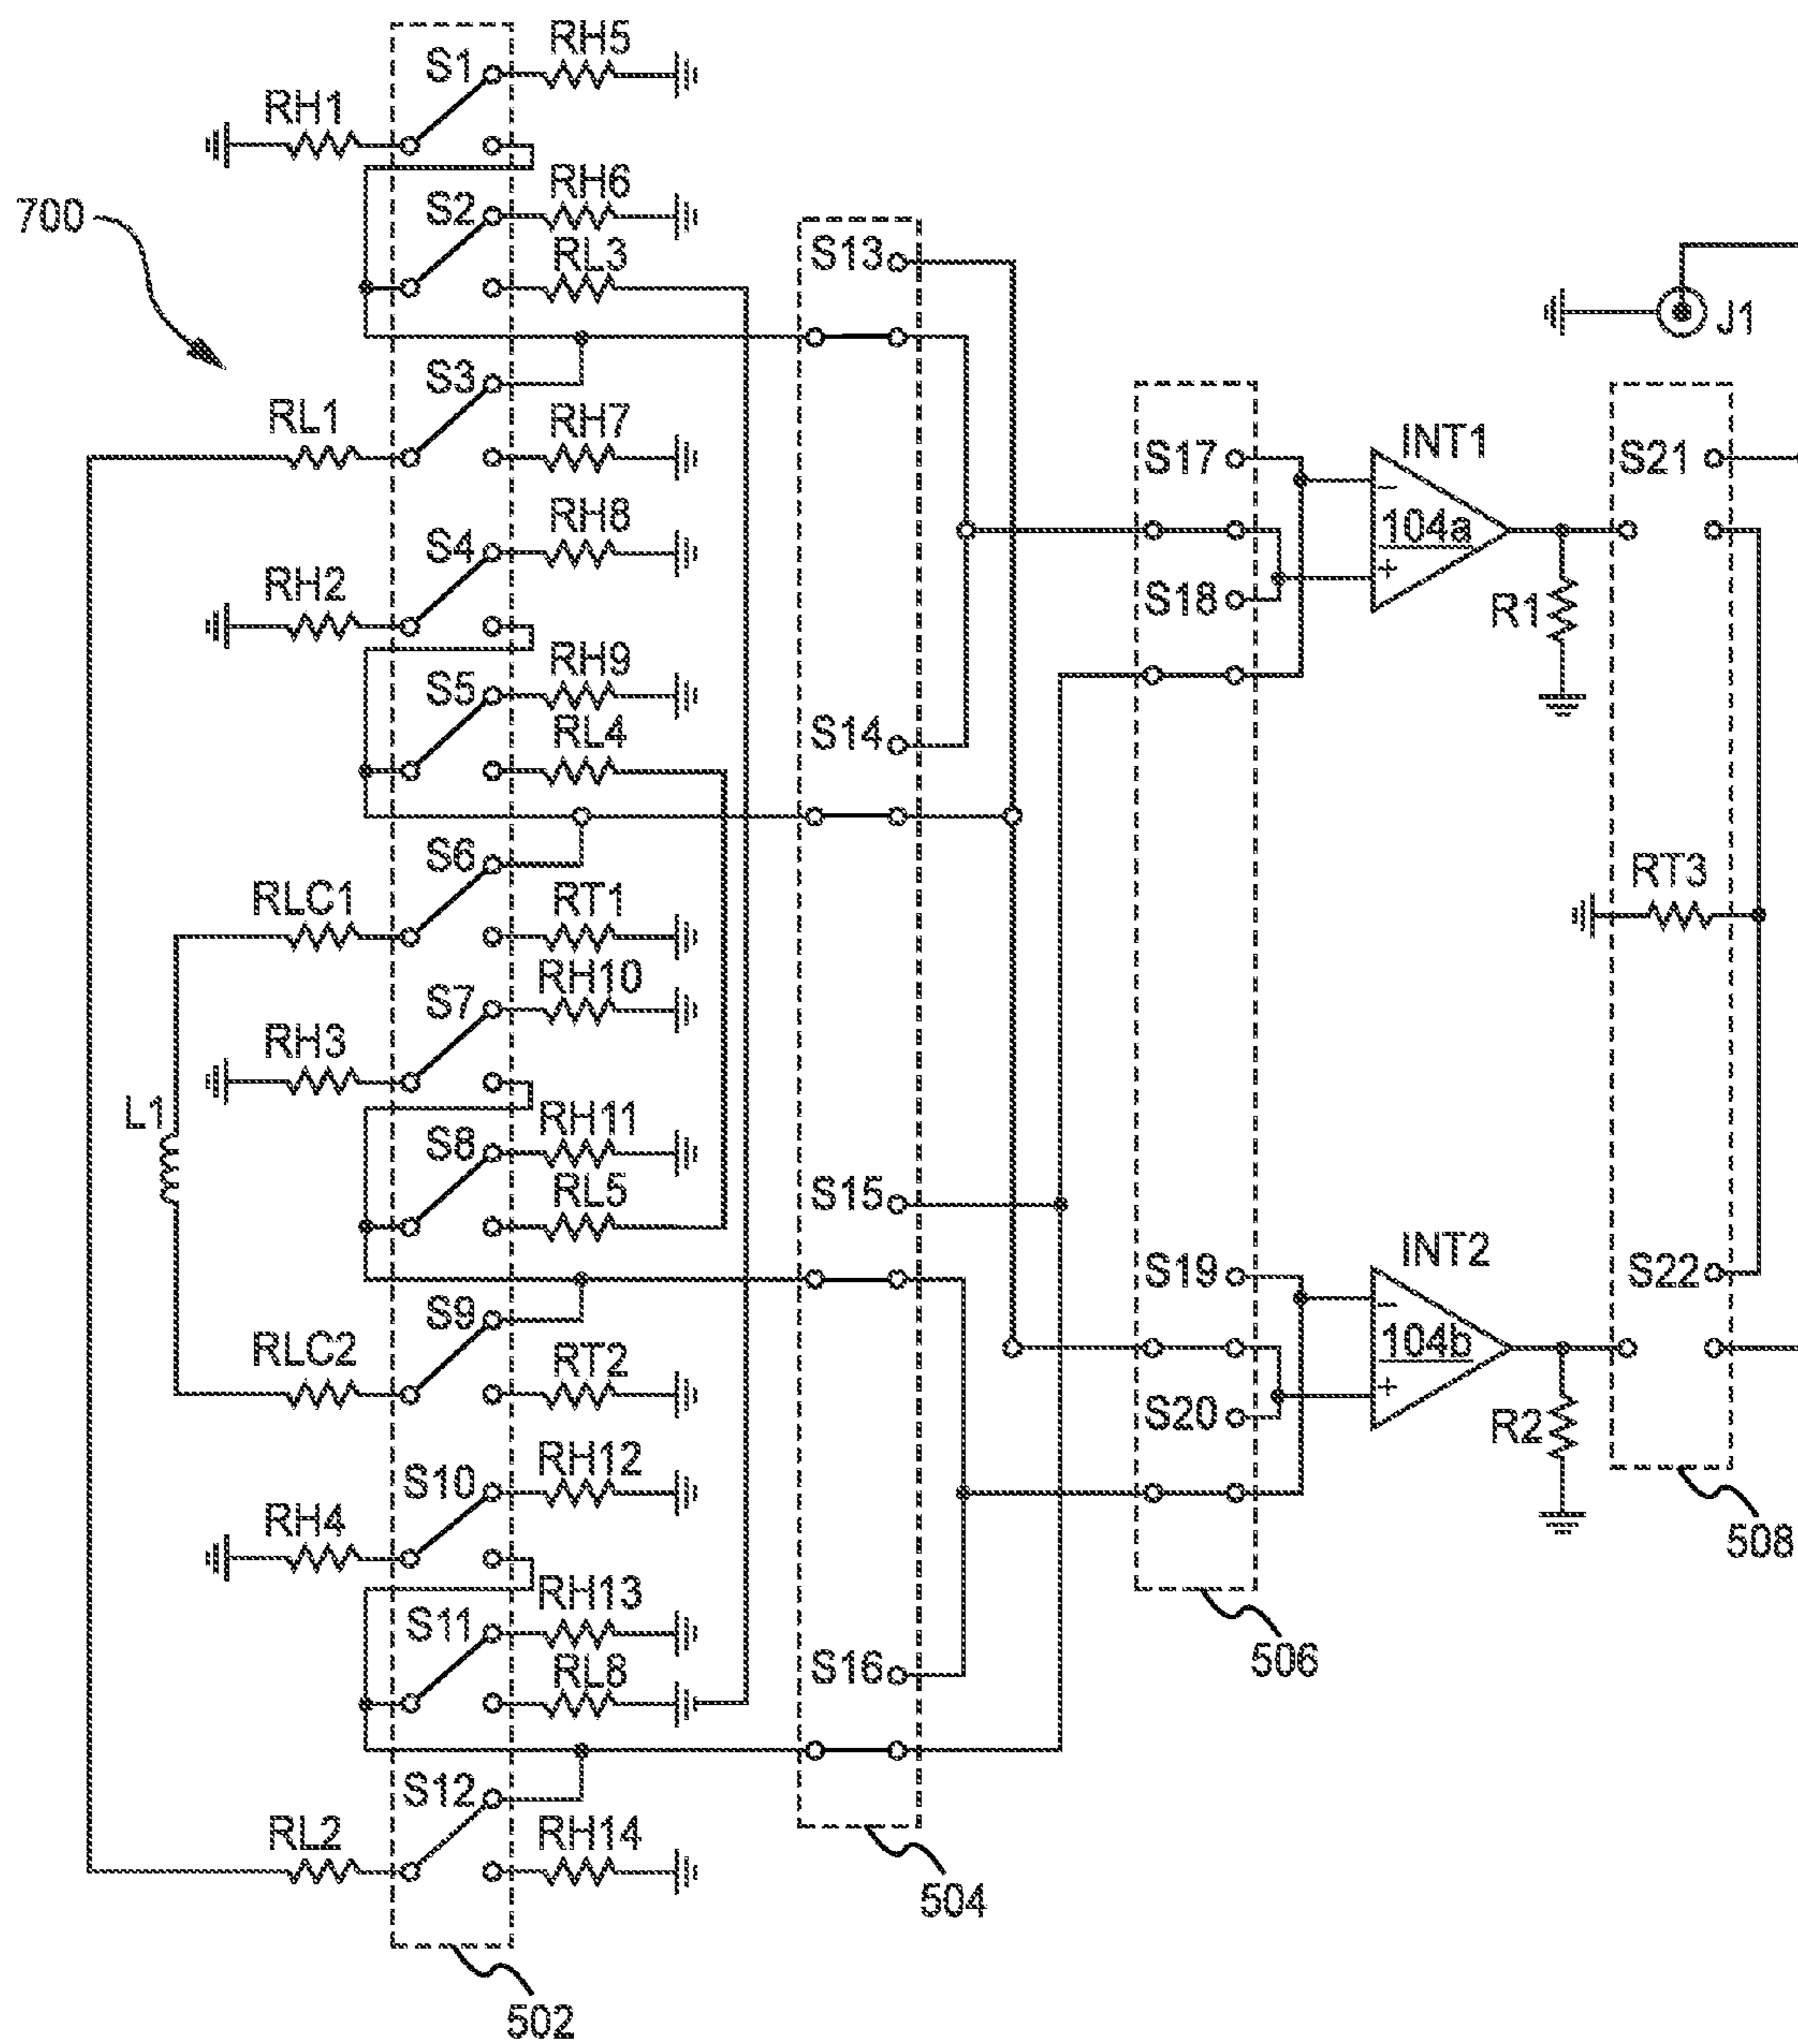 S1
RH5
RH1
S2
RH6
RL3
700
S13
J1
S3
RL1
RH7
INT1
S17
S21
104a
S4
RH8
RH2
S18
R1
S5
RH9
RL4
S14
S6
RLC1
RT1
RT3
S7
RH10
RH3
L1
S8
RH11
RL5
S15
INT2
S19
S22
S9
RLC2
RT2
104b
S20
R2
S10
RH12
RH4
508
S11
RH13
RL8
S16
506
S12
RL2
RH14
504
502